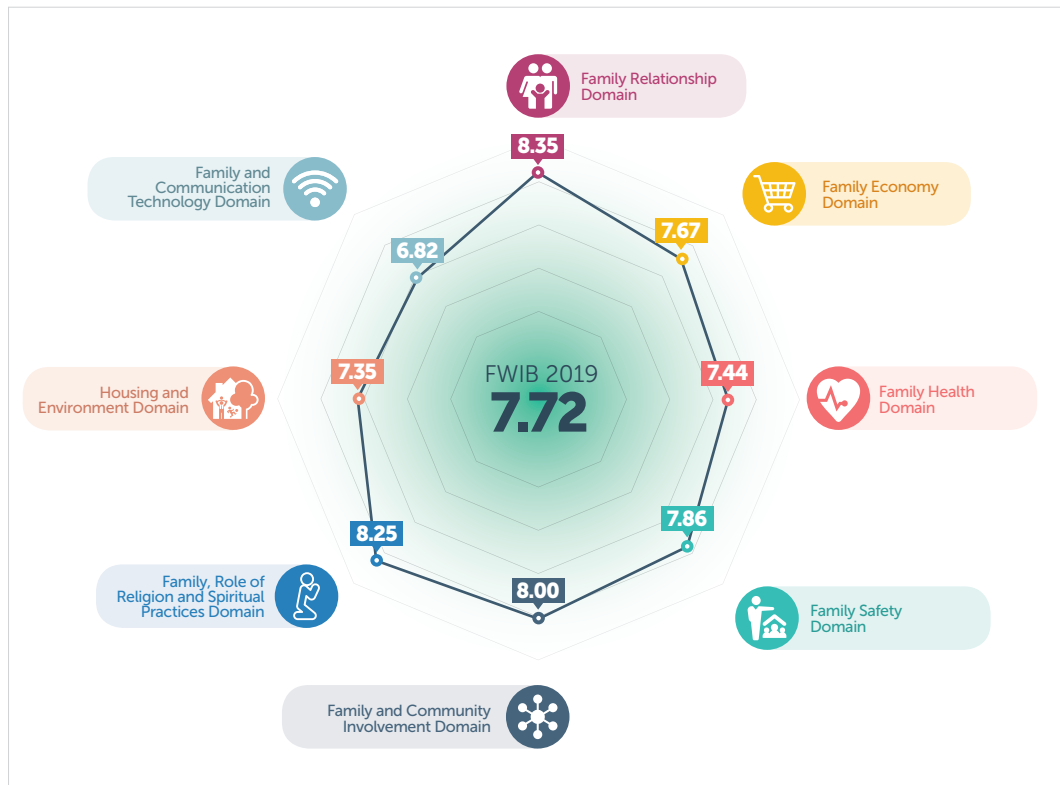 Family Relationship
Domain
8.35
Family and
Communication
Technology Domain
Family Economy
Domain
7.67
6.82
FWIB 2019
7.72
7.35
7.44
Housing and
Environment Domain
Family Health
Domain
8.25
7.86
8.00
Family, Role of
Religion and Spiritual
Practices Domain
Family Safety
Domain
Family and Community
Involvement Domain